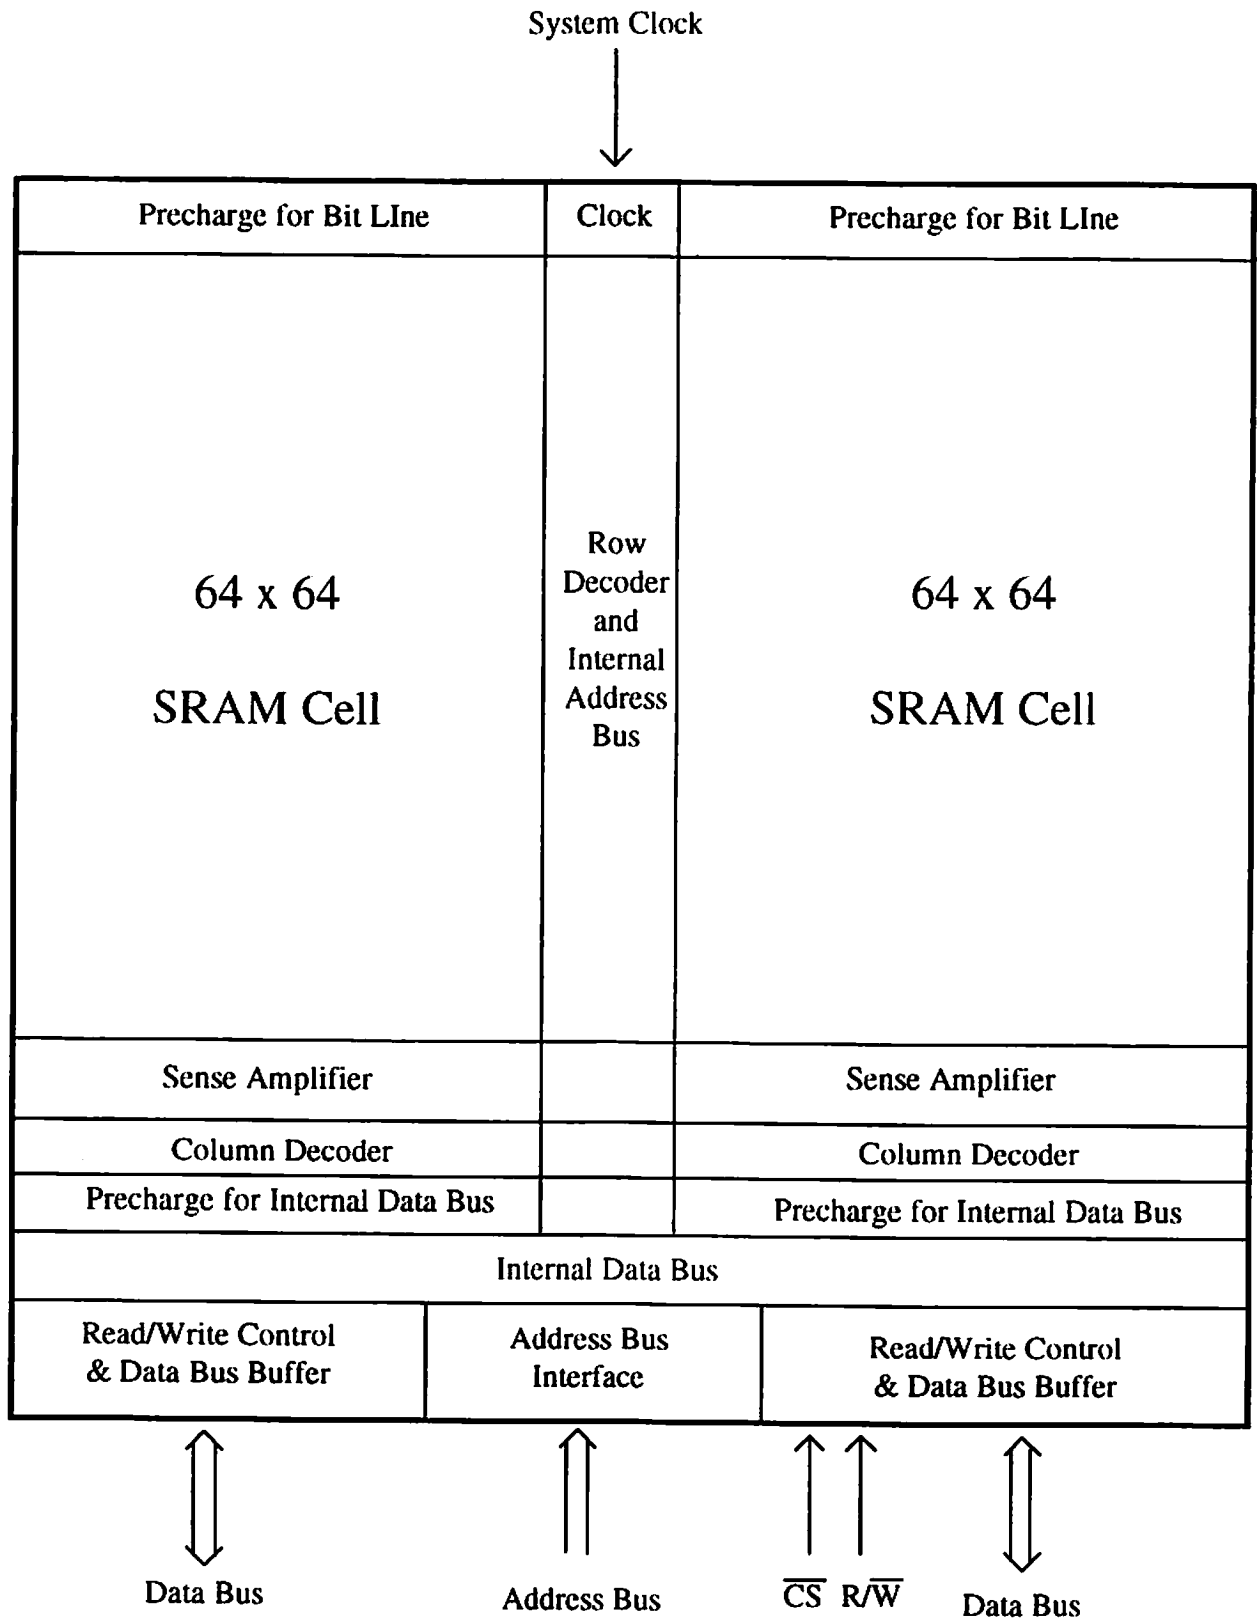 System Clock
Precharge for Bit LIne
Clock
Precharge for Bit LIne
64 x 64
SRAM Cell
Row
Decoder
and
Internal
Address
Bus
64 x 64
SRAM Cell
Sense Amplifier
Sense Amplifier
Column Decoder
Column Decoder
Precharge for Internal Data Bus
Precharge for Internal Data Bus
Internal Data Bus
Read/Write Control
& Data Bus Buffer
Address Bus
Interface
Read/Write Control
& Data Bus Buffer
Data Bus
Address Bus
C̅S̅ R/W̅
Data Bus